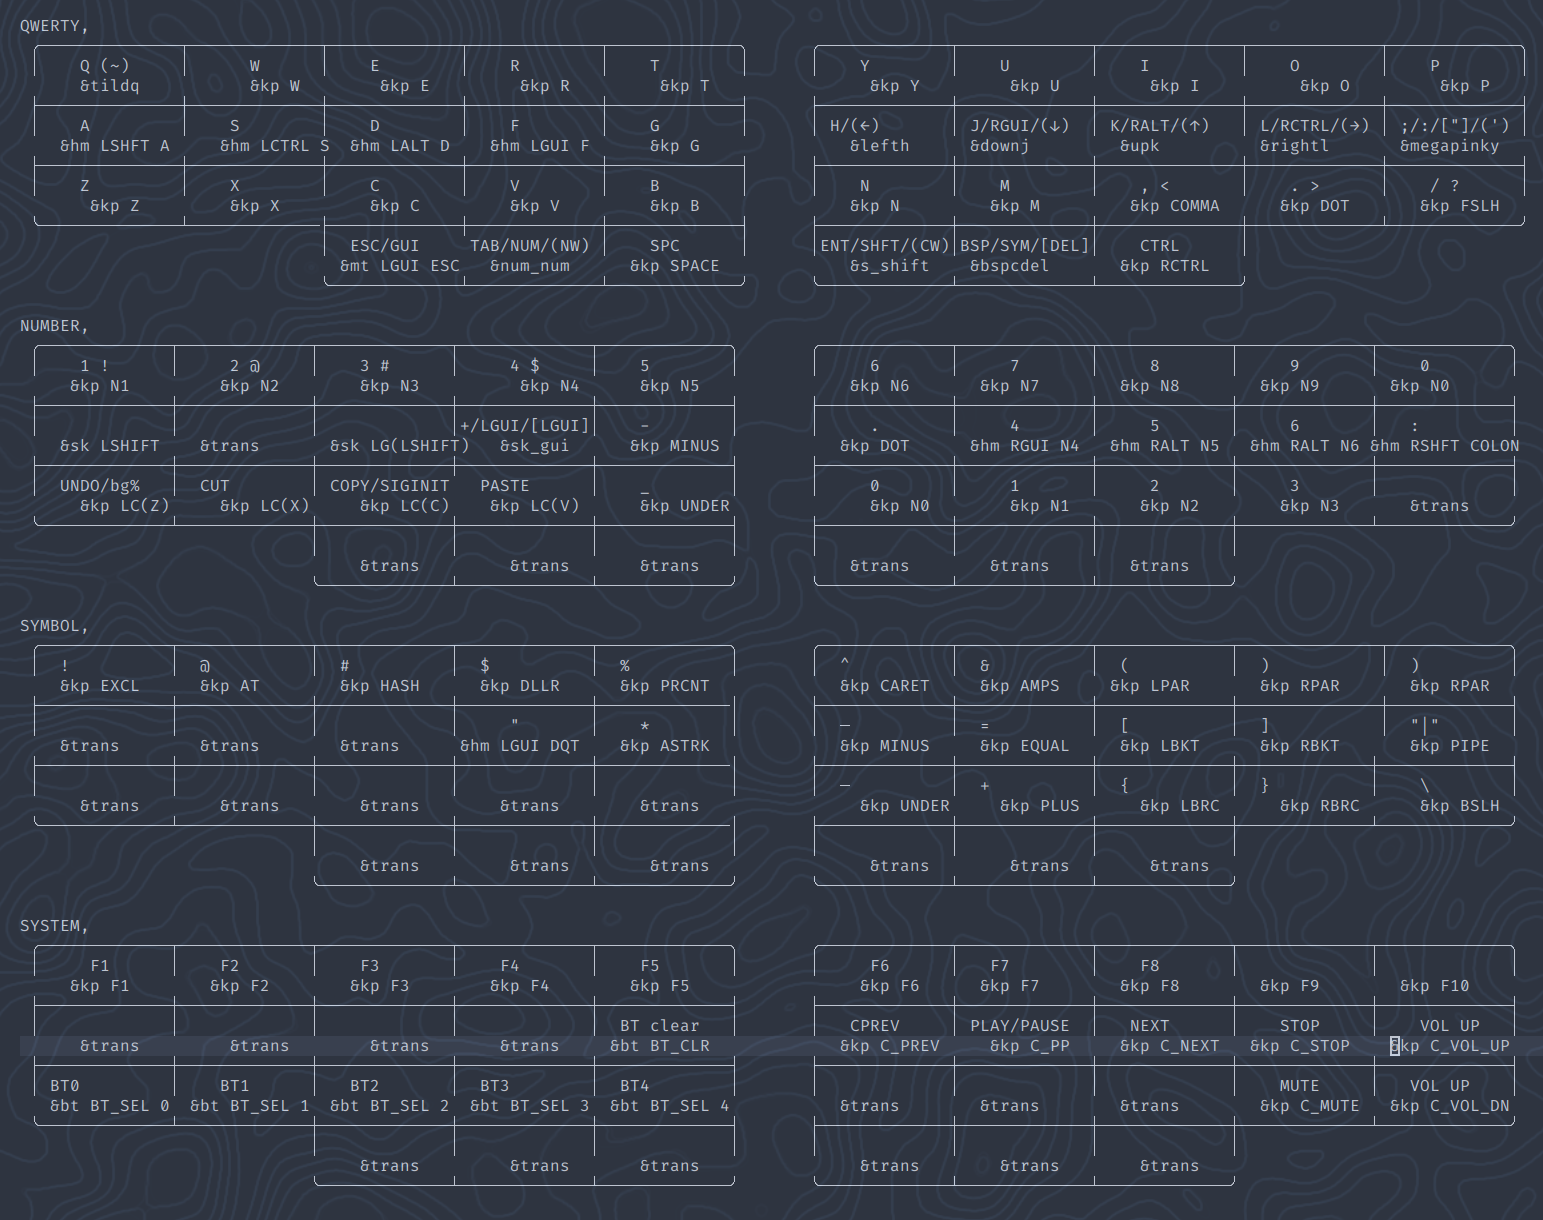 QWERTY,
Q (~) W E R T Y U I O P
&tildq &kp W &kp E &kp R &kp T &kp Y &kp U &kp I &kp O &kp P
A S D F G H/(←) J/RGUI/(↓) K/RALT/(↑) L/RCTRL/(→) ;/:/["]/(')
&hm LSHFT A &hm LCTRL S &hm LALT D &hm LGUI F &kp G &lefth &downj &upk &rightl &megapinky
Z X C V B N M , < . > / ?
&kp Z &kp X &kp C &kp V &kp B &kp N &kp M &kp COMMA &kp DOT &kp FSLH
ESC/GUI TAB/NUM/(NW) SPC ENT/SHFT/(CW) BSP/SYM/[DEL] CTRL
&mt LGUI ESC &num_num &kp SPACE &s_shift &bspcdel &kp RCTRL
NUMBER,
1 ! 2 @ 3 # 4 $ 5 6 7 8 9 0
&kp N1 &kp N2 &kp N3 &kp N4 &kp N5 &kp N6 &kp N7 &kp N8 &kp N9 &kp N0
+/LGUI/[LGUI] - . 4 5 6 :
&sk LSHIFT &trans &sk LG(LSHIFT) &sk_gui &kp MINUS &kp DOT &hm RGUI N4 &hm RALT N5 &hm RALT N6 &hm RSHFT COLON
UNDO/bg% CUT COPY/SIGINIT PASTE _ 0 1 2 3
&kp LC(Z) &kp LC(X) &kp LC(C) &kp LC(V) &kp UNDER &kp N0 &kp N1 &kp N2 &kp N3 &trans
&trans &trans &trans &trans &trans &trans
SYMBOL,
! @ # $ % ^ & ( ) )
&kp EXCL &kp AT &kp HASH &kp DLLR &kp PRCNT &kp CARET &kp AMPS &kp LPAR &kp RPAR &kp RPAR
" * — = [ ] "|"
&trans &trans &trans &hm LGUI DQT &kp ASTRK &kp MINUS &kp EQUAL &kp LBKT &kp RBKT &kp PIPE
— + { } \
&trans &trans &trans &trans &trans &kp UNDER &kp PLUS &kp LBRC &kp RBRC &kp BSLH
&trans &trans &trans &trans &trans &trans
SYSTEM,
F1 F2 F3 F4 F5 F6 F7 F8
&kp F1 &kp F2 &kp F3 &kp F4 &kp F5 &kp F6 &kp F7 &kp F8 &kp F9 &kp F10
BT clear CPREV PLAY/PAUSE NEXT STOP VOL UP
&trans &trans &trans &trans &bt BT_CLR &kp C_PREV &kp C_PP &kp C_NEXT &kp C_STOP &kp C_VOL_UP
BT0 BT1 BT2 BT3 BT4 MUTE VOL UP
&bt BT_SEL 0 &bt BT_SEL 1 &bt BT_SEL 2 &bt BT_SEL 3 &bt BT_SEL 4 &trans &trans &trans &kp C_MUTE &kp C_VOL_DN
&trans &trans &trans &trans &trans &trans